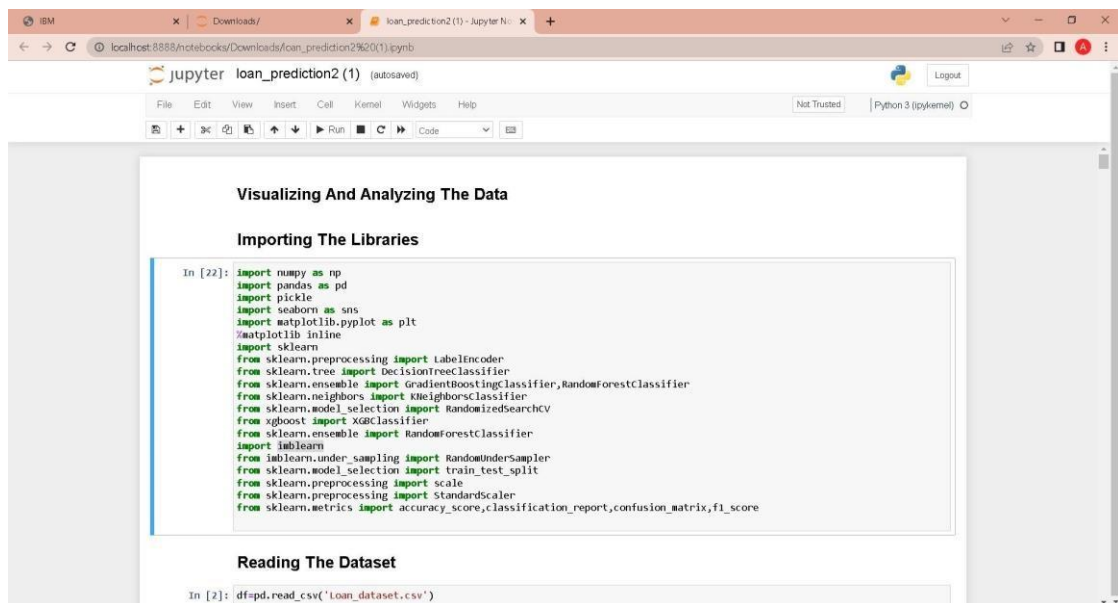 IBM
Downloads/
loan_prediction2 (1) - Jupyter No
localhost:8888/notebooks/Downloads/loan_prediction2%20(1).ipynb
A
jupyter loan_prediction2 (1) (autosaved)
Logout
File Edit View Insert Cell Kernel Widgets Help
Not Trusted
Python 3 (ipykernel)
Run
Code
Visualizing And Analyzing The Data
Importing The Libraries
In [22]: import numpy as np
import pandas as pd
import pickle
import seaborn as sns
import matplotlib.pyplot as plt
%matplotlib inline
import sklearn
from sklearn.preprocessing import LabelEncoder
from sklearn.tree import DecisionTreeClassifier
from sklearn.ensemble import GradientBoostingClassifier,RandomForestClassifier
from sklearn.neighbors import KNeighborsClassifier
from sklearn.model_selection import RandomizedSearchCV
from xgboost import XGBClassifier
from sklearn.ensemble import RandomForestClassifier
import imblearn
from imblearn.under_sampling import RandomUnderSampler
from sklearn.model_selection import train_test_split
from sklearn.preprocessing import scale
from sklearn.preprocessing import StandardScaler
from sklearn.metrics import accuracy_score,classification_report,confusion_matrix,f1_score
Reading The Dataset
In [2]: df=pd.read_csv('Loan_dataset.csv')